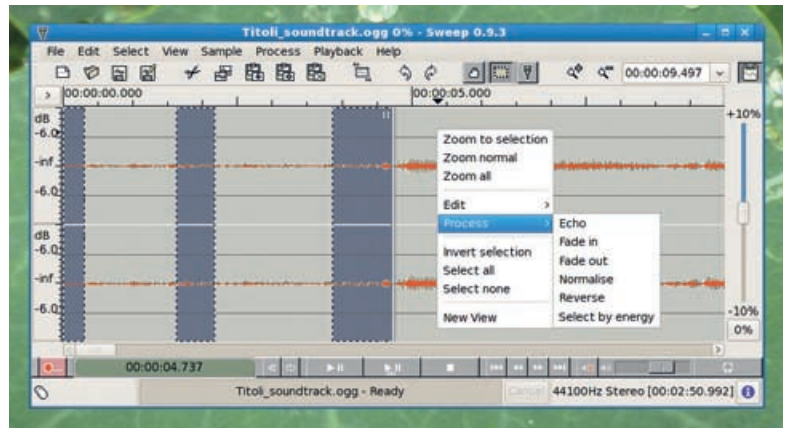 Titoli_soundtrack.ogg 0% - Sweep 0.9.3
File Edit Select View Sample Process Playback Help
00:00:09.497
00:00:00.000 00:00:05.000
+10%
dB
-6.0
-inf
-6.0
dB
-6.0
-inf
-6.0
Zoom to selection
Zoom normal
Zoom all
Edit
Process
Invert selection
Select all
Select none
New View
Echo
Fade in
Fade out
Normalise
Reverse
Select by energy
-10%
0%
00:00:04.737
Titoli_soundtrack.ogg - Ready
Cancel
44100Hz Stereo [00:02:50.992]